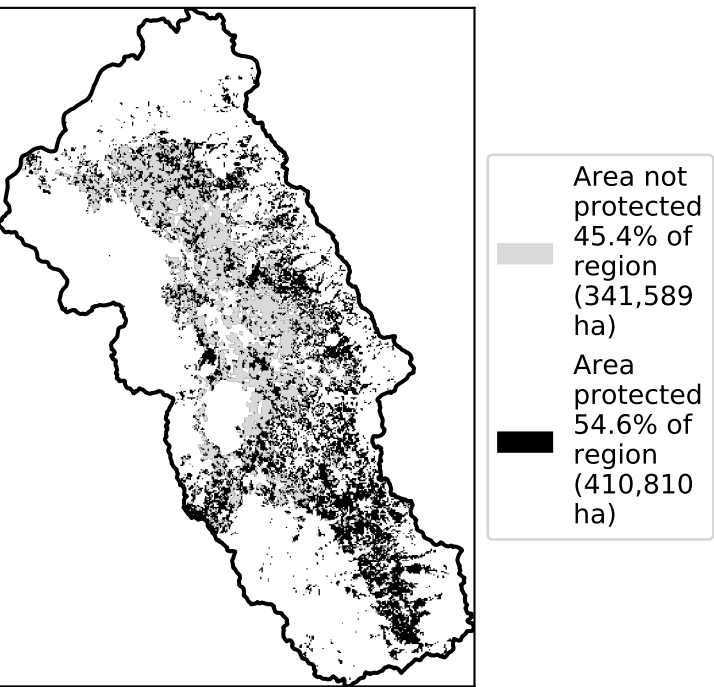 Area not
protected
45.4% of
region
(341,589
ha)
Area
protected
54.6% of
region
(410,810
ha)